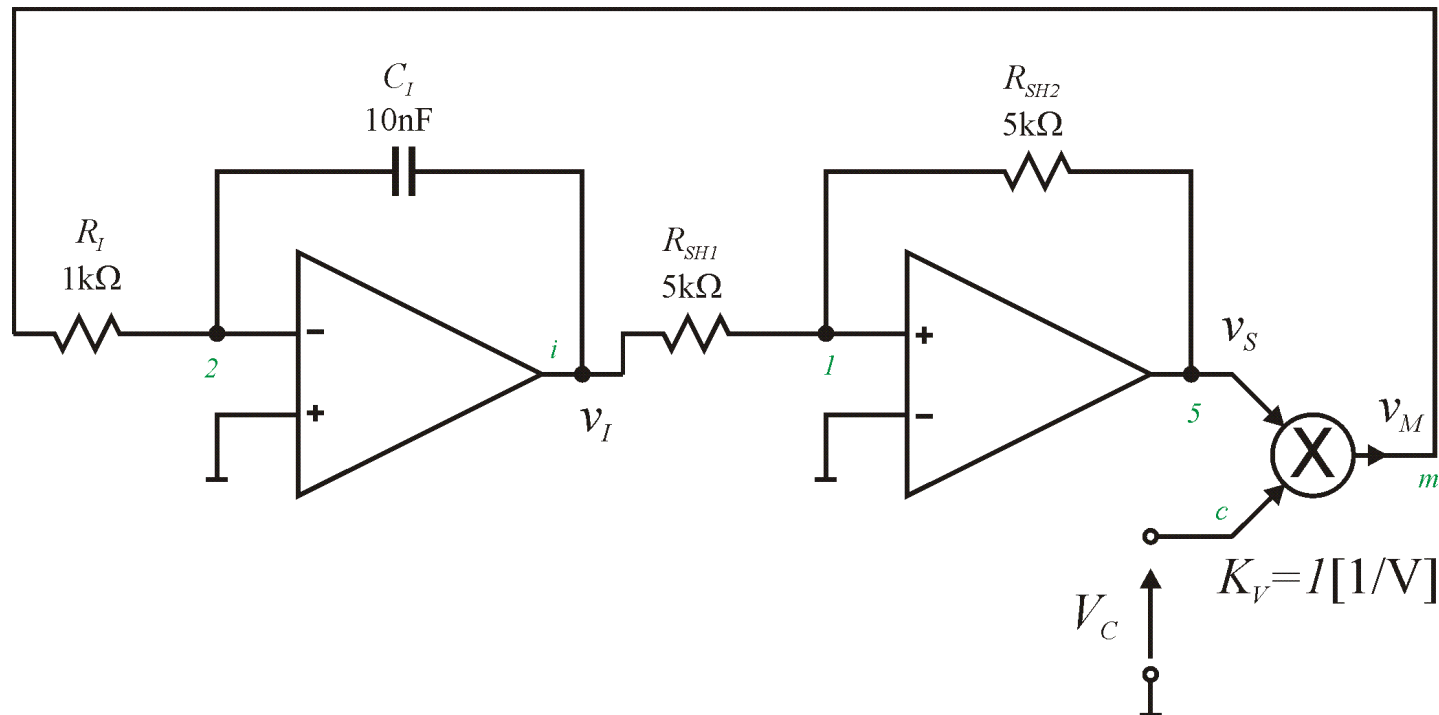 C_I
10nF
R_SH2
5kΩ
R_I
1kΩ
R_SH1
5kΩ
-
+
2
i
v_I
1
+
-
v_S
5
X
v_M
m
c
V_C
K_V=1[1/V]